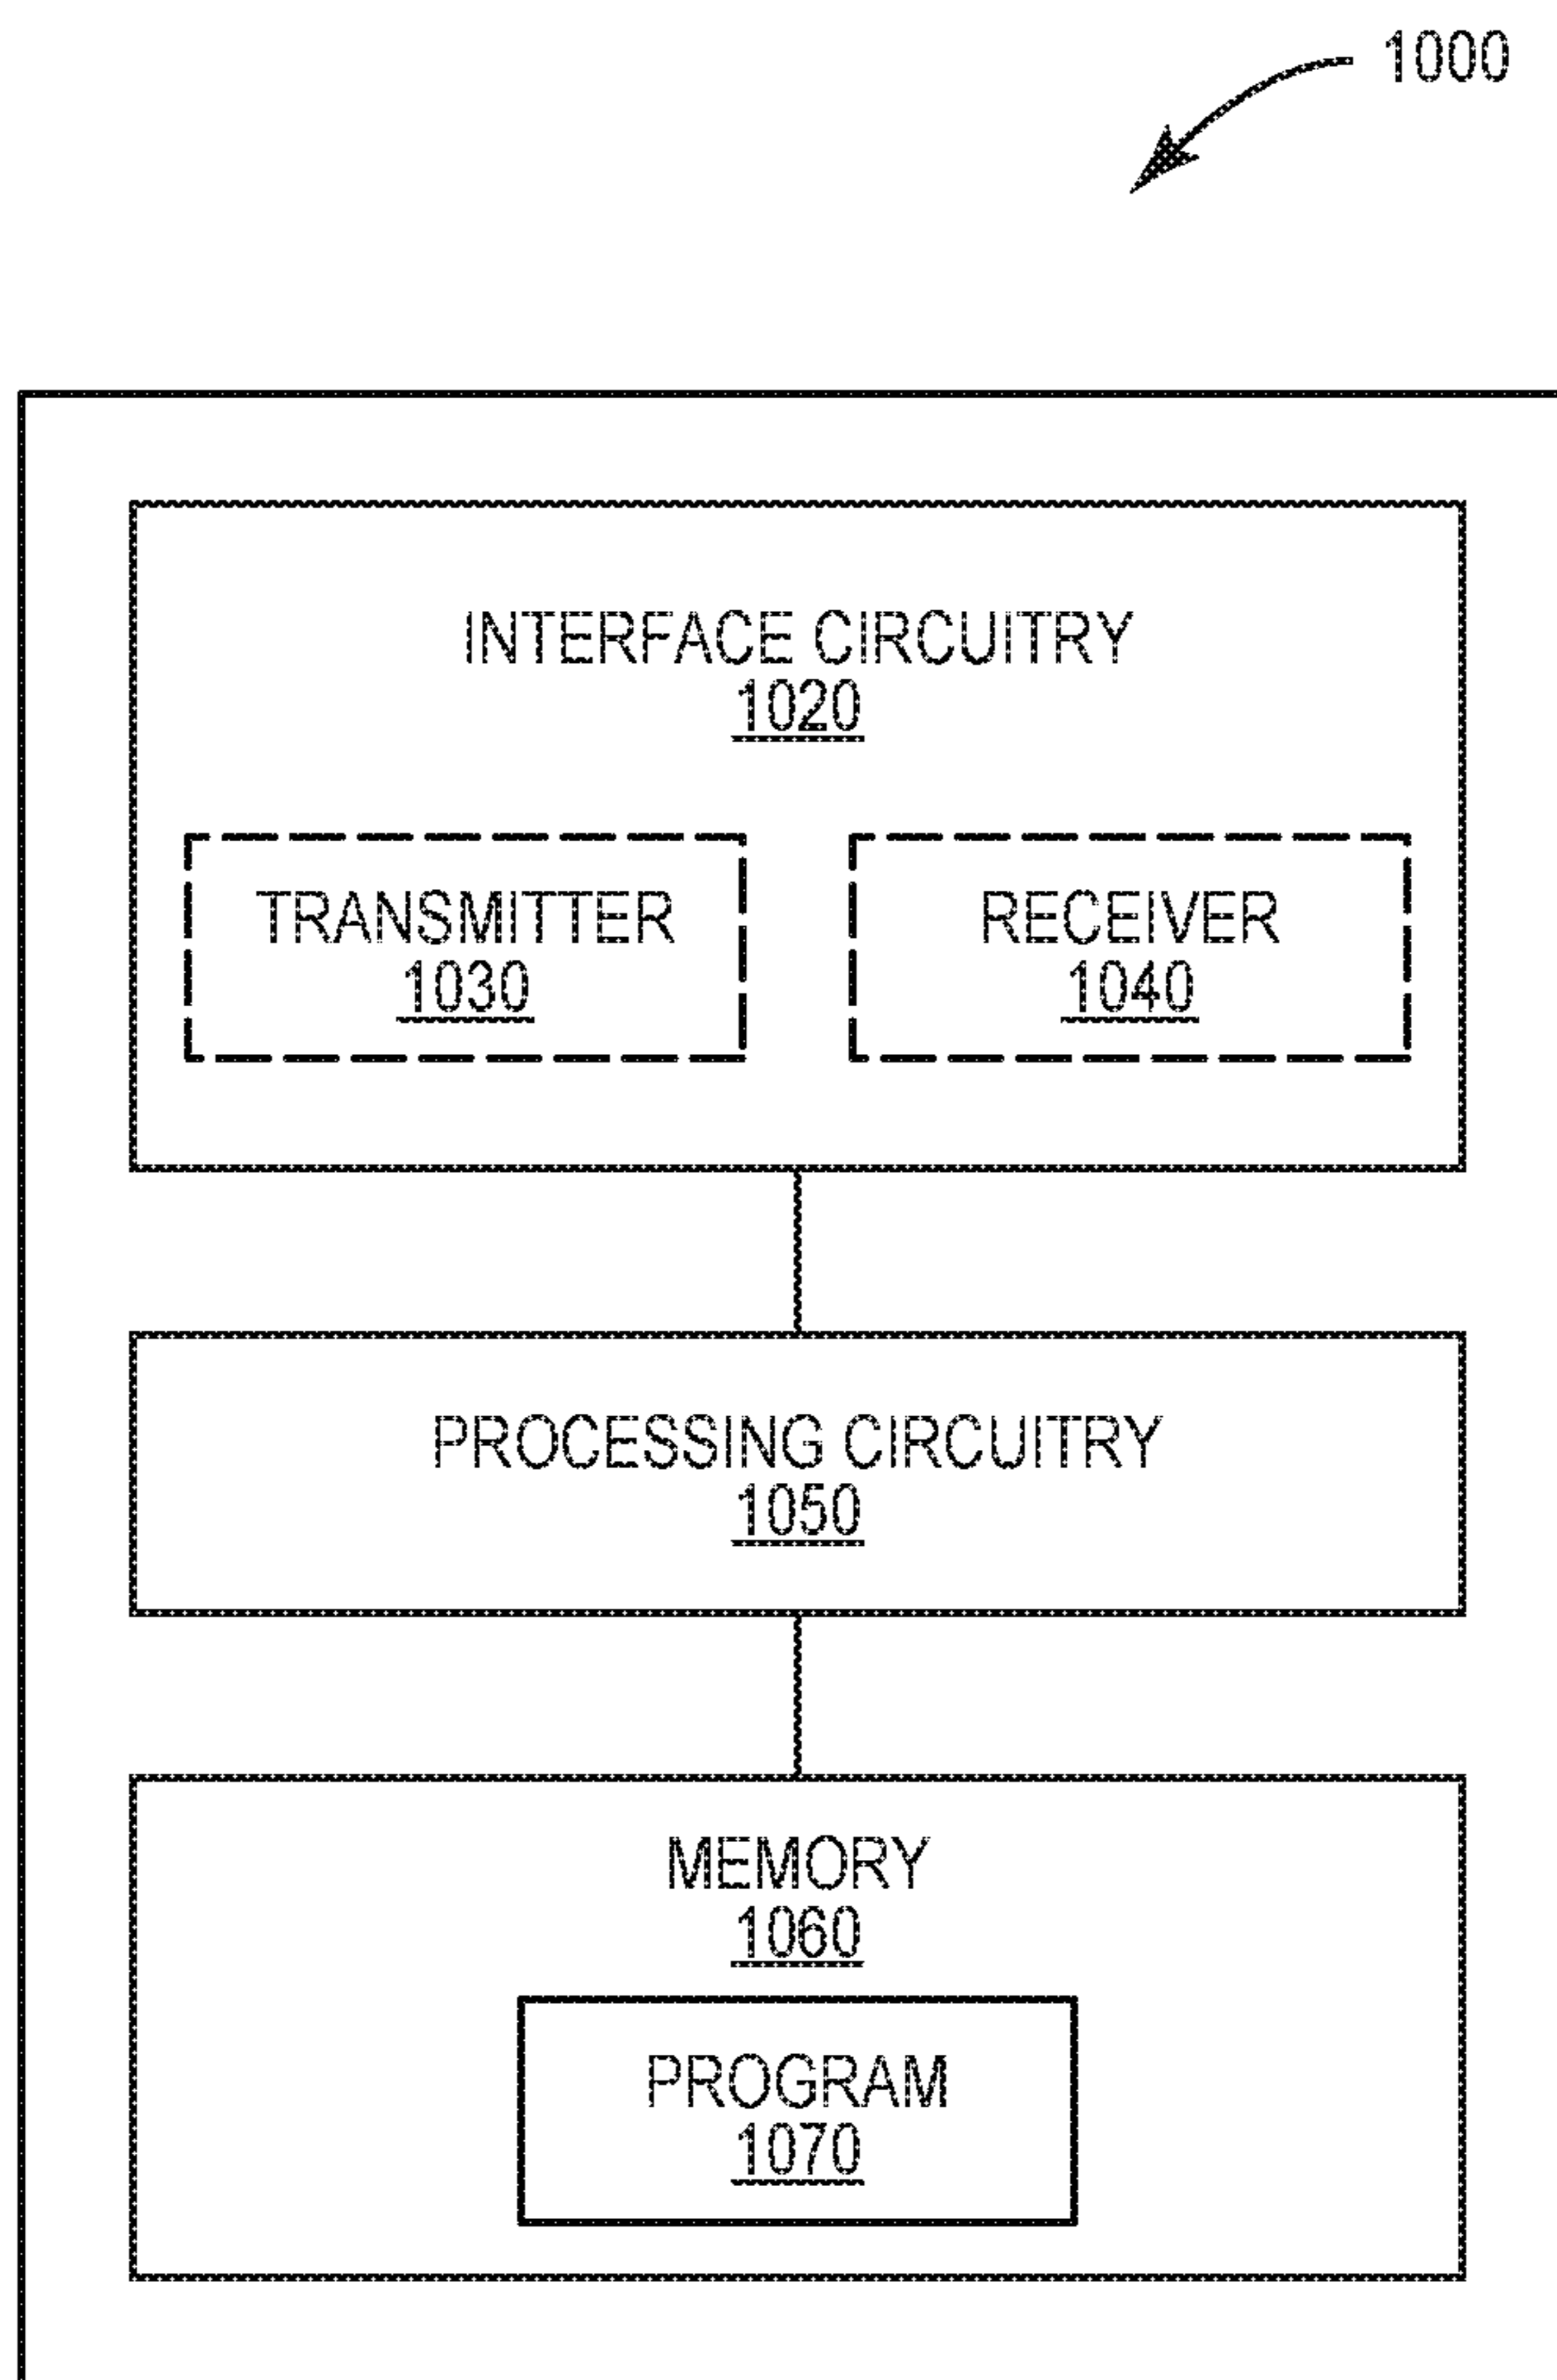 1000
INTERFACE CIRCUITRY
1020
TRANSMITTER
1030
RECEIVER
1040
PROCESSING CIRCUITRY
1050
MEMORY
1060
PROGRAM
1070